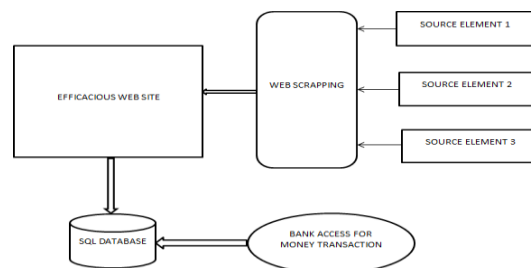 SOURCE ELEMENT 1
EFFICACIOUS WEB SITE
WEB SCRAPPING
SOURCE ELEMENT 2
SOURCE ELEMENT 3
SQL DATABASE
BANK ACCESS FOR
MONEY TRANSACTION